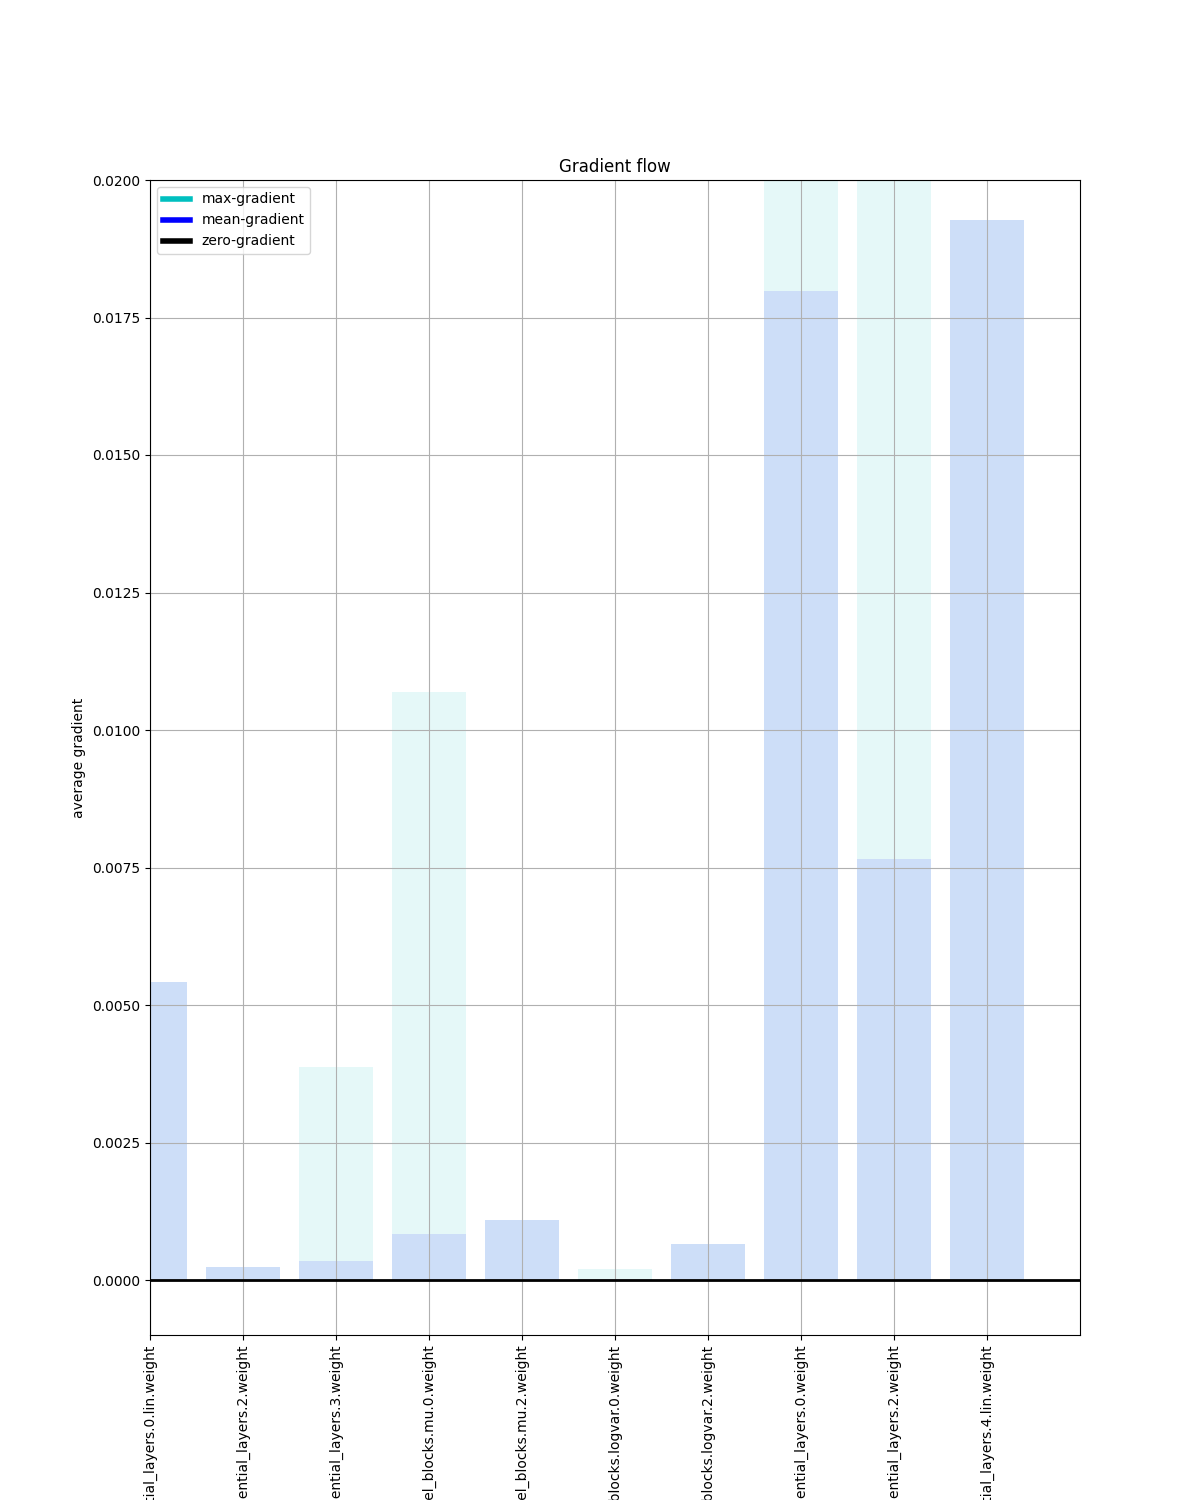 Gradient flow
max-gradient
mean-gradient
zero-gradient
0.0200
0.0175
0.0150
0.0125
0.0100
0.0075
0.0050
0.0025
0.0000
average gradient
tial_layers.0.lin.weight
ential_layers.2.weight
ential_layers.3.weight
el_blocks.mu.0.weight
el_blocks.mu.2.weight
blocks.logvar.0.weight
blocks.logvar.2.weight
ential_layers.0.weight
ential_layers.2.weight
tial_layers.4.lin.weight